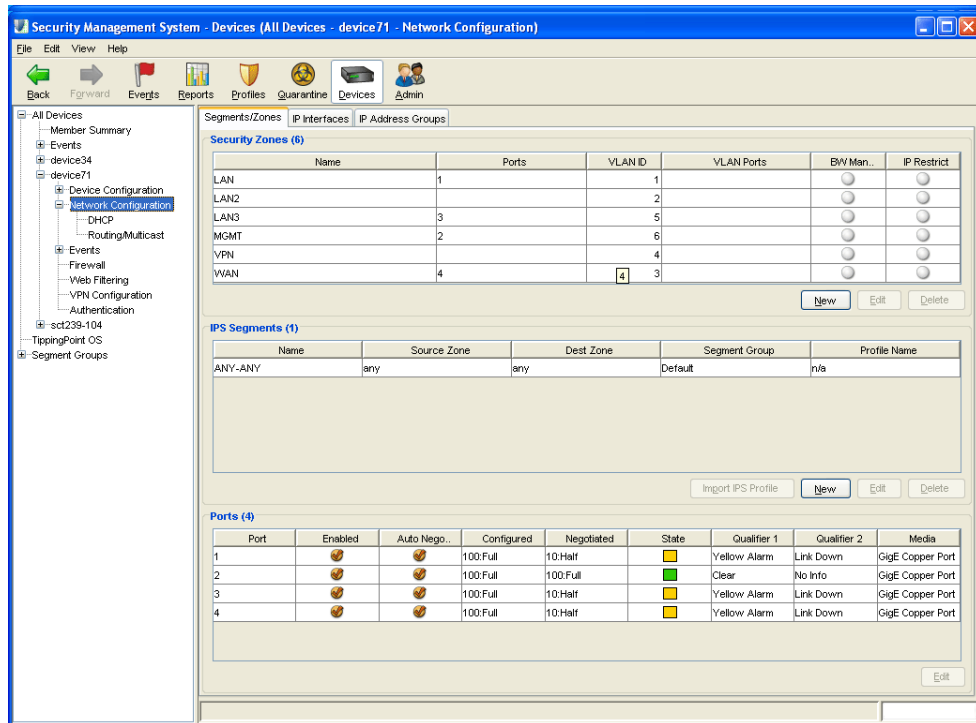 Security Management System - Devices (All Devices - device71 - Network Configuration)
File Edit View Help
Back Forward Events Reports Profiles Quarantine Devices Admin
All Devices
Member Summary
Events
device34
device71
Device Configuration
Network Configuration
DHCP
Routing/Multicast
Events
Firewall
Web Filtering
VPN Configuration
Authentication
sct239-104
TippingPoint OS
Segment Groups
Segments/Zones IP Interfaces IP Address Groups
Security Zones (6)
Name Ports VLAN ID VLAN Ports BW Man.. IP Restrict
LAN 1 1
LAN2 2
LAN3 3 5
MGMT 2 6
VPN 4
WAN 4 4 3
New Edit Delete
IPS Segments (1)
Name Source Zone Dest Zone Segment Group Profile Name
ANY-ANY any any Default n/a
Import IPS Profile New Edit Delete
Ports (4)
Port Enabled Auto Nego.. Configured Negotiated State Qualifier 1 Qualifier 2 Media
1 100:Full 10:Half Yellow Alarm Link Down GigE Copper Port
2 100:Full 100:Full Clear No Info GigE Copper Port
3 100:Full 10:Half Yellow Alarm Link Down GigE Copper Port
4 100:Full 10:Half Yellow Alarm Link Down GigE Copper Port
Edit